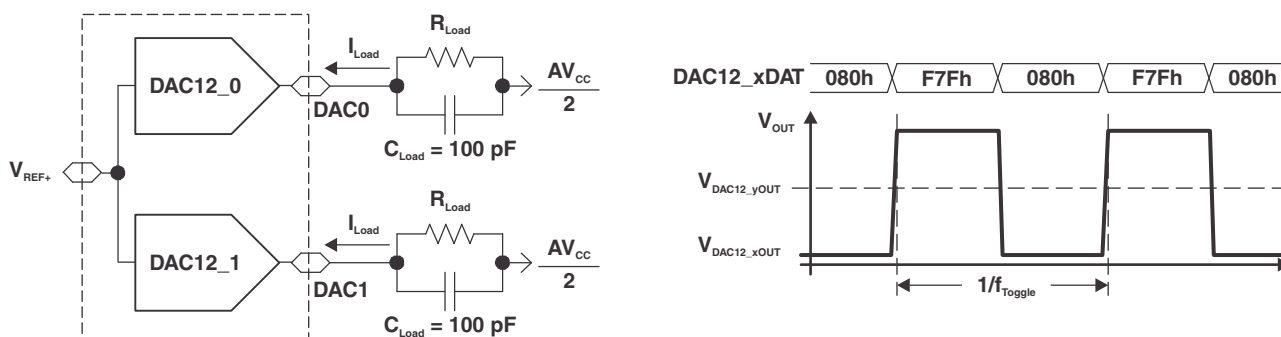 R_Load
I_Load
DAC12_0
DAC0
AV_CC
2
C_Load = 100 pF
V_REF+
R_Load
I_Load
DAC12_1
DAC1
AV_CC
2
C_Load = 100 pF
DAC12_xDAT 080h F7Fh 080h F7Fh 080h
V_OUT
V_DAC12_yOUT
V_DAC12_xOUT
1/f_Toggle